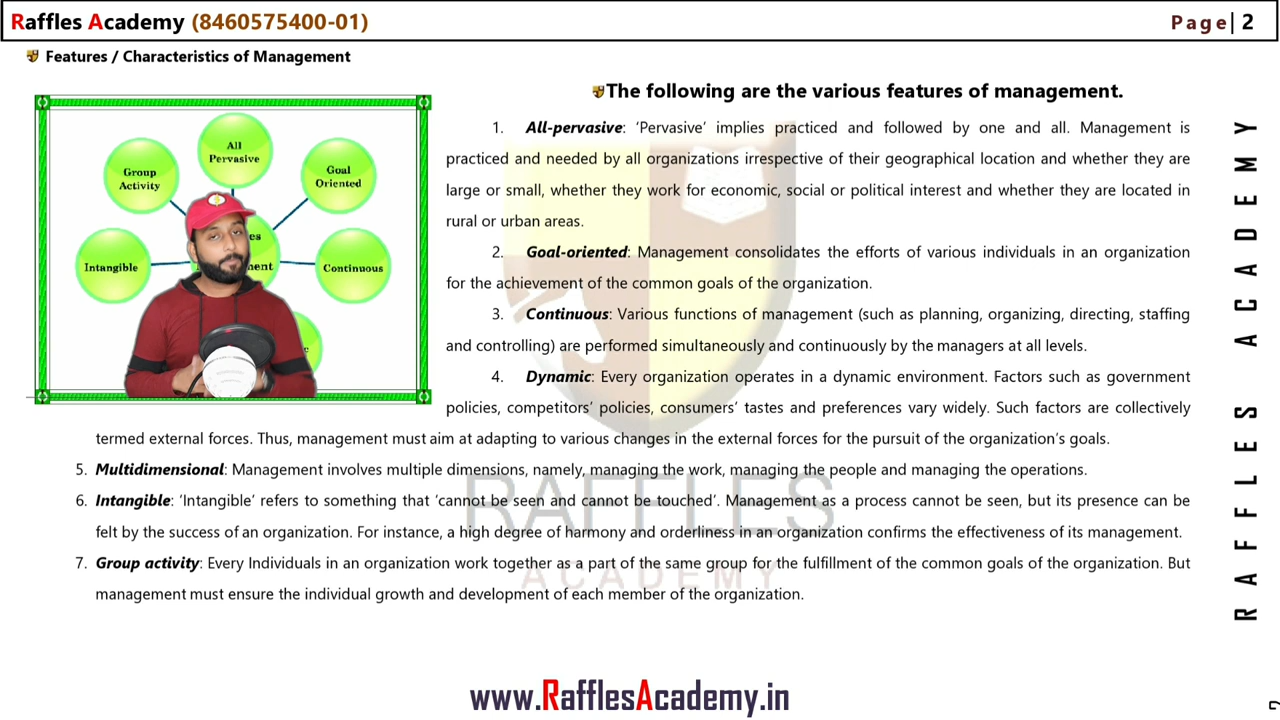 Raffles Academy (8460575400-01)
Page| 2
Features / Characteristics of Management
The following are the various features of management.
All
Pervasive
Group
Activity
Goal
Oriented
Intangible
Continuous
1. All-pervasive: ‘Pervasive’ implies practiced and followed by one and all. Management is
practiced and needed by all organizations irrespective of their geographical location and whether they are
large or small, whether they work for economic, social or political interest and whether they are located in
rural or urban areas.
2. Goal-oriented: Management consolidates the efforts of various individuals in an organization
for the achievement of the common goals of the organization.
3. Continuous: Various functions of management (such as planning, organizing, directing, staffing
and controlling) are performed simultaneously and continuously by the managers at all levels.
4. Dynamic: Every organization operates in a dynamic environment. Factors such as government
policies, competitors’ policies, consumers’ tastes and preferences vary widely. Such factors are collectively
termed external forces. Thus, management must aim at adapting to various changes in the external forces for the pursuit of the organization’s goals.
5. Multidimensional: Management involves multiple dimensions, namely, managing the work, managing the people and managing the operations.
6. Intangible: ‘Intangible’ refers to something that ‘cannot be seen and cannot be touched’. Management as a process cannot be seen, but its presence can be
felt by the success of an organization. For instance, a high degree of harmony and orderliness in an organization confirms the effectiveness of its management.
7. Group activity: Every Individuals in an organization work together as a part of the same group for the fulfillment of the common goals of the organization. But
management must ensure the individual growth and development of each member of the organization.
RAFFLES
ACADEMY
RAFFLES ACADEMY
www.RafflesAcademy.in